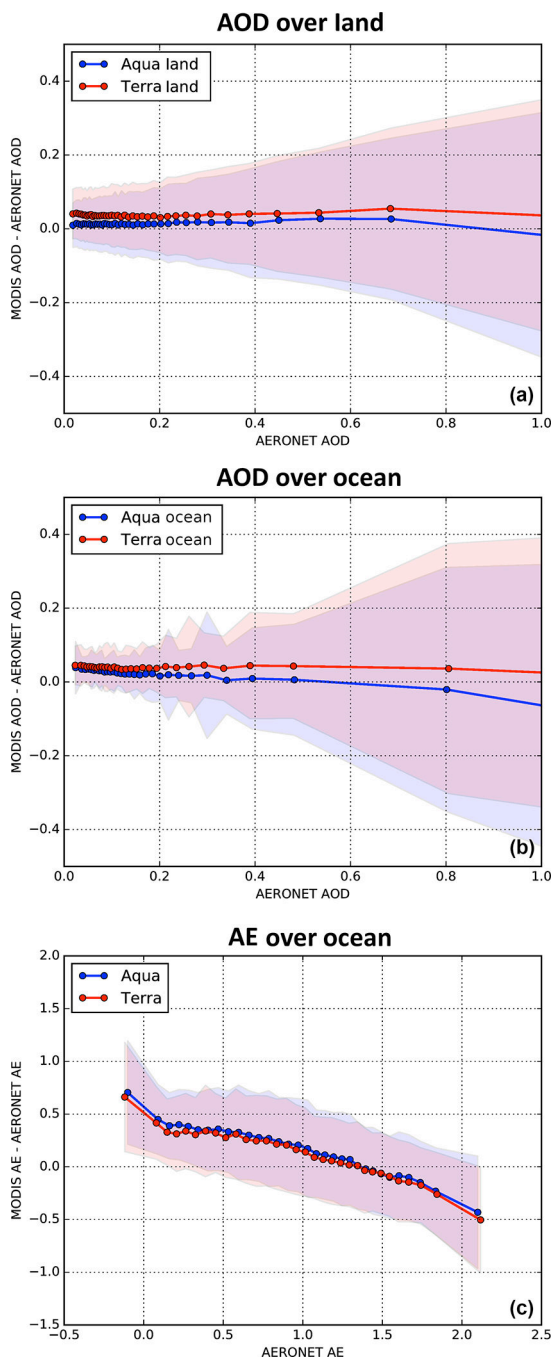 AOD over land
Aqua land
Terra land
0.4
0.2
0.0
−0.2
−0.4
MODIS AOD - AERONET AOD
0.0 0.2 0.4 0.6 0.8 1.0
AERONET AOD
(a)
AOD over ocean
Aqua ocean
Terra ocean
0.4
0.2
0.0
−0.2
−0.4
MODIS AOD - AERONET AOD
0.0 0.2 0.4 0.6 0.8 1.0
AERONET AOD
(b)
AE over ocean
Aqua
Terra
2.0
1.5
1.0
0.5
0.0
−0.5
−1.0
−1.5
MODIS AE - AERONET AE
−0.5 0.0 0.5 1.0 1.5 2.0 2.5
AERONET AE
(c)